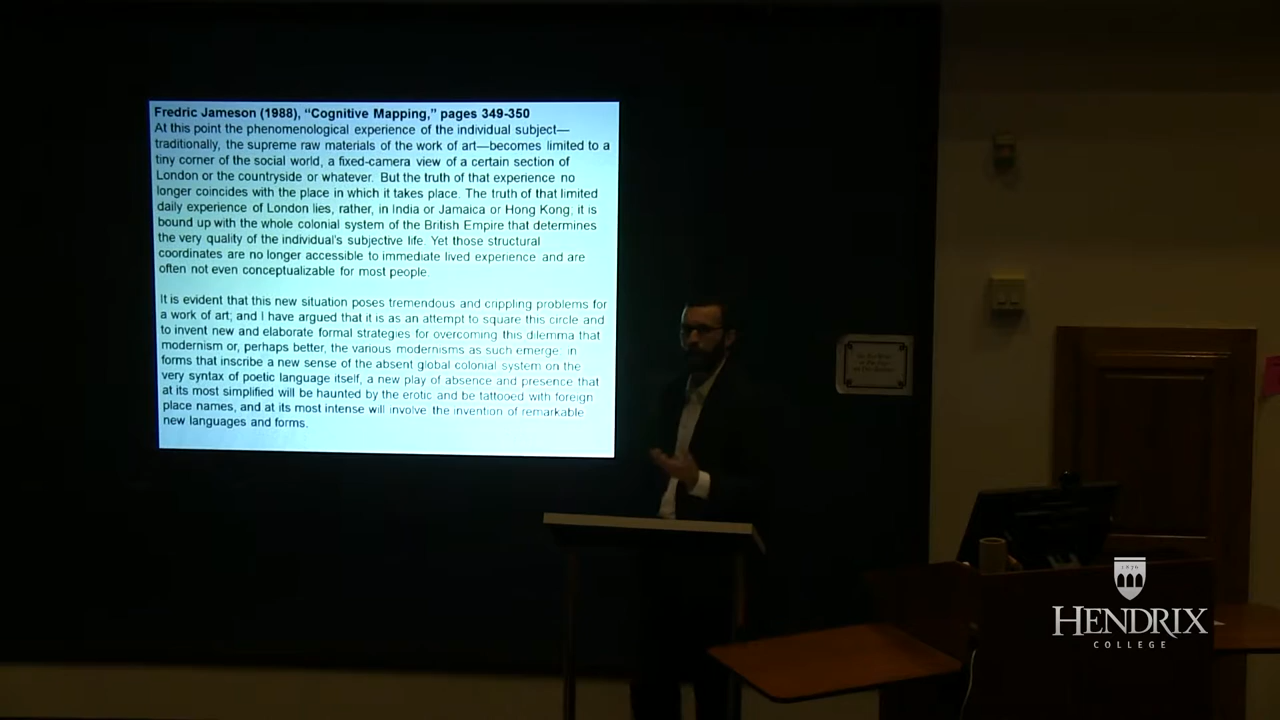 Fredric Jameson (1988), “Cognitive Mapping,” pages 349-350
At this point the phenomenological experience of the individual subject—
traditionally, the supreme raw materials of the work of art—becomes limited to a
tiny corner of the social world, a fixed-camera view of a certain section of
London or the countryside or whatever. But the truth of that experience no
longer coincides with the place in which it takes place. The truth of that limited
daily experience of London lies, rather, in India or Jamaica or Hong Kong; it is
bound up with the whole colonial system of the British Empire that determines
the very quality of the individual's subjective life. Yet those structural
coordinates are no longer accessible to immediate lived experience and are
often not even conceptualizable for most people.
It is evident that this new situation poses tremendous and crippling problems for
a work of art; and I have argued that it is as an attempt to square this circle and
to invent new and elaborate formal strategies for overcoming this dilemma that
modernism or, perhaps better, the various modernisms as such emerge: in
forms that inscribe a new sense of the absent global colonial system on the
very syntax of poetic language itself, a new play of absence and presence that
at its most simplified will be haunted by the erotic and be tattooed with foreign
place names, and at its most intense will involve the invention of remarkable
new languages and forms.
1876
HENDRIX
COLLEGE